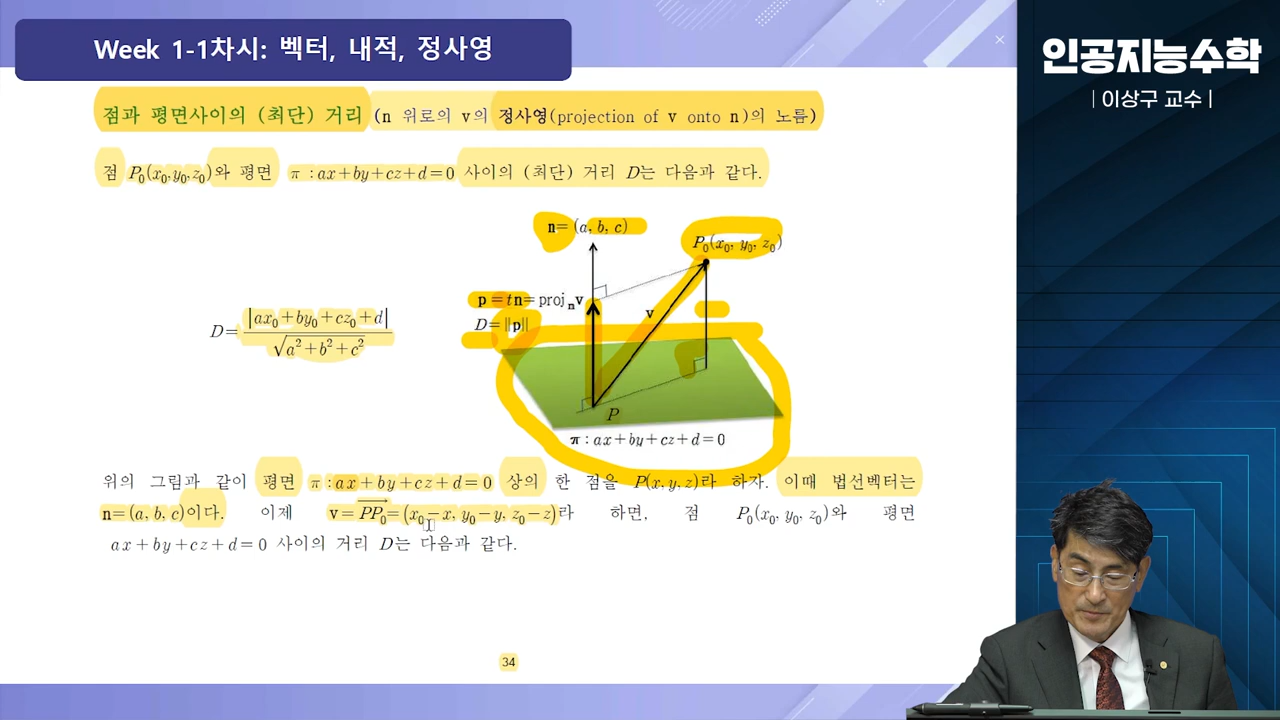 Week 1-1차시: 벡터, 내적, 정사영
인공지능수학
| 이상구 교수 |
점과 평면사이의 (최단) 거리 (n 위로의 v의 정사영(projection of v onto n)의 노름)
점 P₀(x₀,y₀,z₀)와 평면 π : ax+by+cz+d=0 사이의 (최단) 거리 D는 다음과 같다.
n= (a, b, c)
P₀(x₀, y₀, z₀)
p = tn= projₙv
D=‖p‖
v
D= |ax₀+by₀+cz₀+d| / √a²+b²+c²
P
π : ax+by+cz+d=0
위의 그림과 같이 평면 π : ax+by+cz+d=0 상의 한 점을 P(x, y, z)라 하자. 이때 법선벡터는
n=(a, b, c)이다. 이제 v=PP₀=(x₀-x, y₀-y, z₀-z)라 하면, 점 P₀(x₀, y₀, z₀)와 평면
ax+by+cz+d=0 사이의 거리 D는 다음과 같다.
34